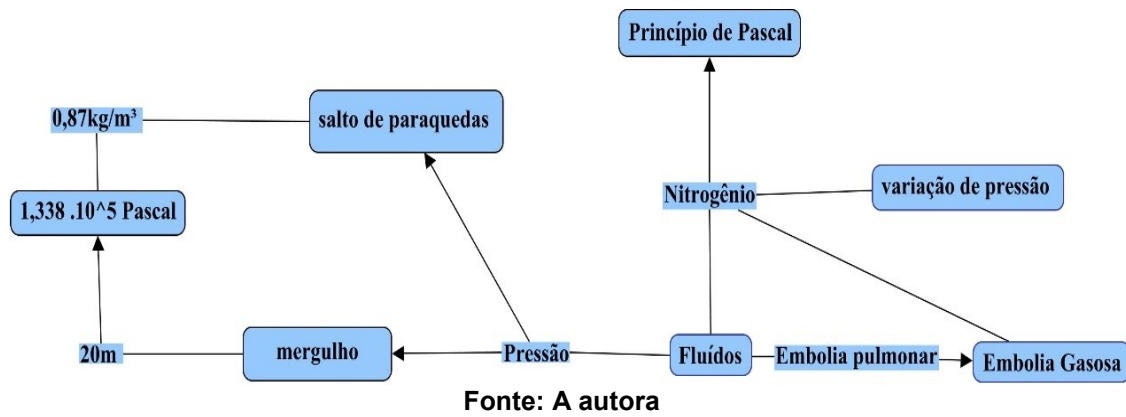 Princípio de Pascal
0,87kg/m³
salto de paraquedas
Nitrogênio
variação de pressão
1,338 .10^5 Pascal
20m
mergulho
Pressão
Fluídos
Embolia pulmonar
Embolia Gasosa
Fonte: A autora